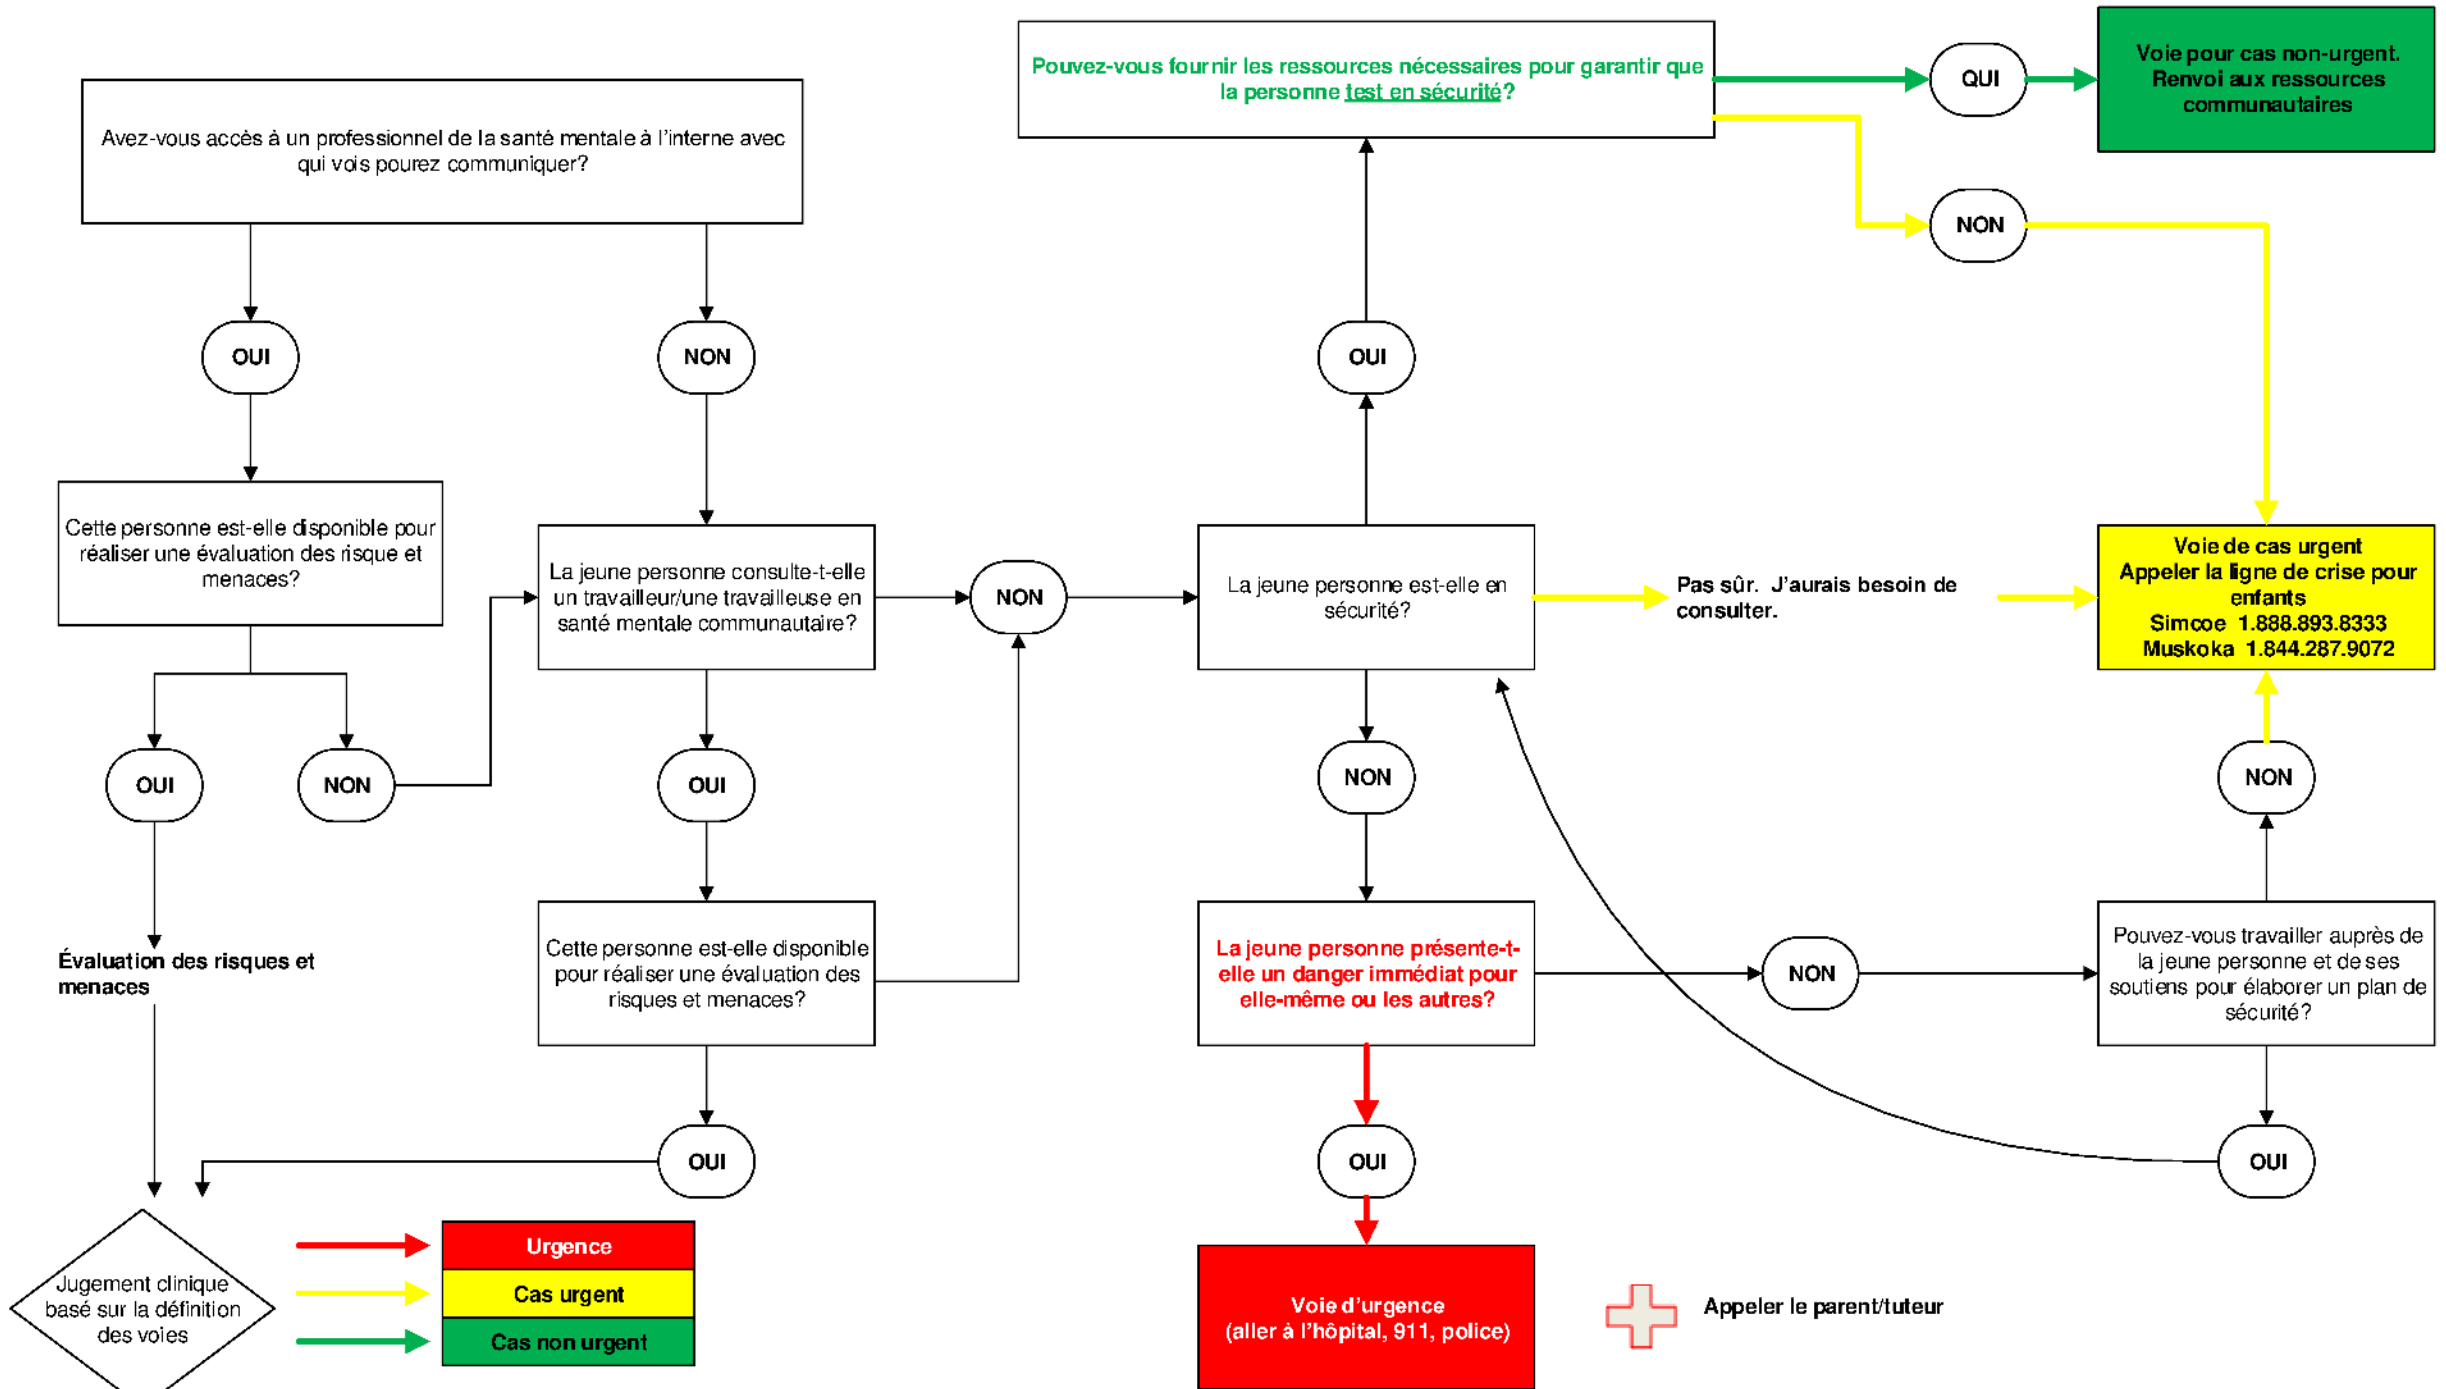 Avez-vous accès à un professionnel de la santé mentale à l'interne avec
qui vois pourez communiquer?
OUI
NON
Cette personne est-elle disponible pour
réaliser une évaluation des risque et
menaces?
OUI
NON
Évaluation des risques et
menaces
La jeune personne consulte-t-elle
un travailleur/une travailleuse en
santé mentale communautaire?
NON
OUI
Cette personne est-elle disponible
pour réaliser une évaluation des
risques et menaces?
OUI
Jugement clinique
basé sur la définition
des voies
Urgence
Cas urgent
Cas non urgent
Pouvez-vous fournir les ressources nécessaires pour garantir que
la personne test en sécurité?
QUI
Voie pour cas non-urgent.
Renvoi aux ressources
communautaires
NON
OUI
La jeune personne est-elle en
sécurité?
Pas sûr. J'aurais besoin de
consulter.
Voie de cas urgent
Appeler la ligne de crise pour
enfants
Simcoe 1.888.893.8333
Muskoka 1.844.287.9072
NON
NON
La jeune personne présente-t-
elle un danger immédiat pour
elle-même ou les autres?
NON
Pouvez-vous travailler auprès de
la jeune personne et de ses
soutiens pour élaborer un plan de
sécurité?
OUI
OUI
Voie d'urgence
(aller à l'hôpital, 911, police)
Appeler le parent/tuteur